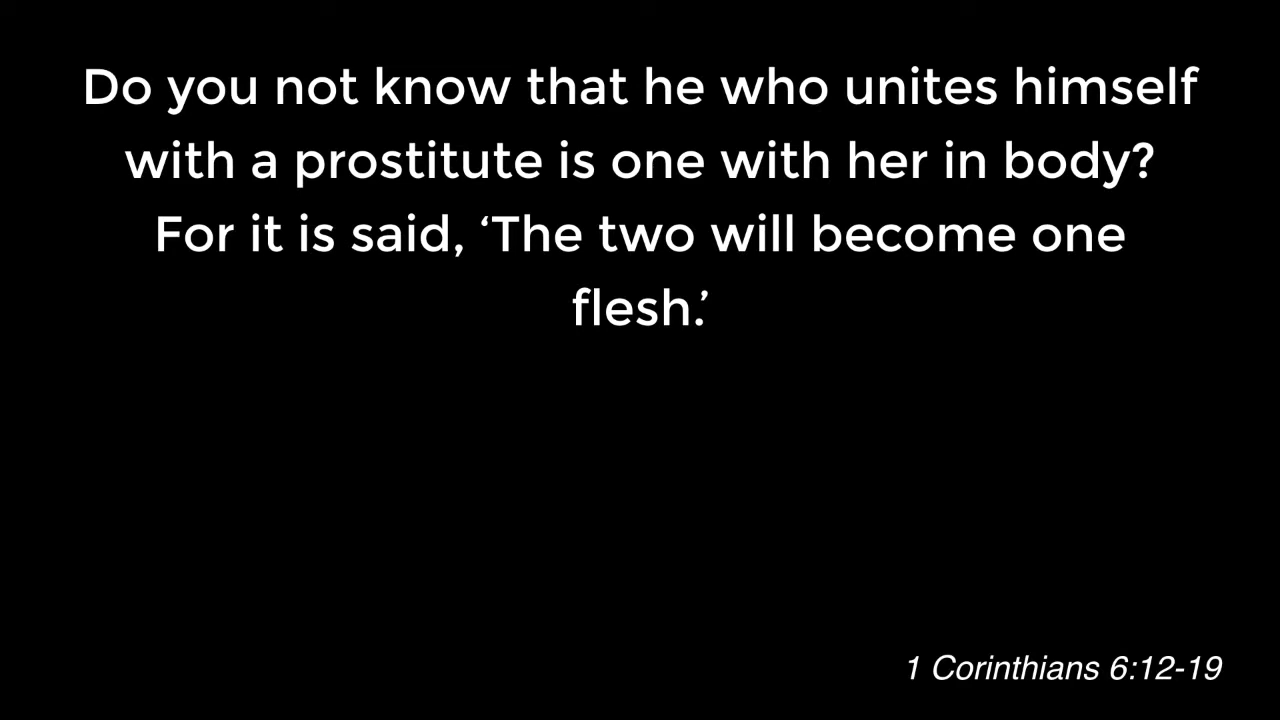 Do you not know that he who unites himself
with a prostitute is one with her in body?
For it is said, ‘The two will become one
flesh.’
1 Corinthians 6:12-19